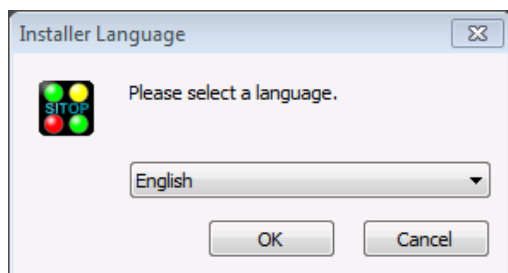 Installer Language
Please select a language.
SITOP
English
OK
Cancel